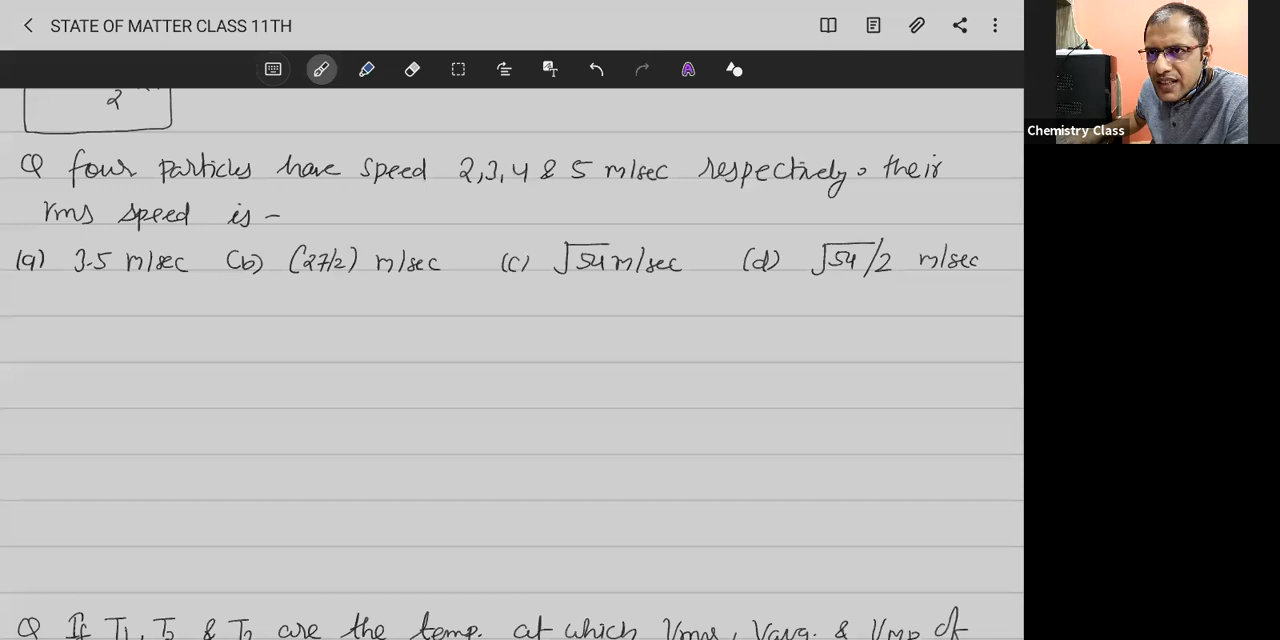 STATE OF MATTER CLASS 11TH
Chemistry Class
2
Q four particles have speed 2,3,4 & 5 m/sec respectively. their
rms speed is -
(a) 3.5 m/sec (b) (27/2) m/sec (c) √54 m/sec (d) √54/2 m/sec
Q If T1, T2 & T3 are the temp. at which Vrms, Vavg. & Vmp of